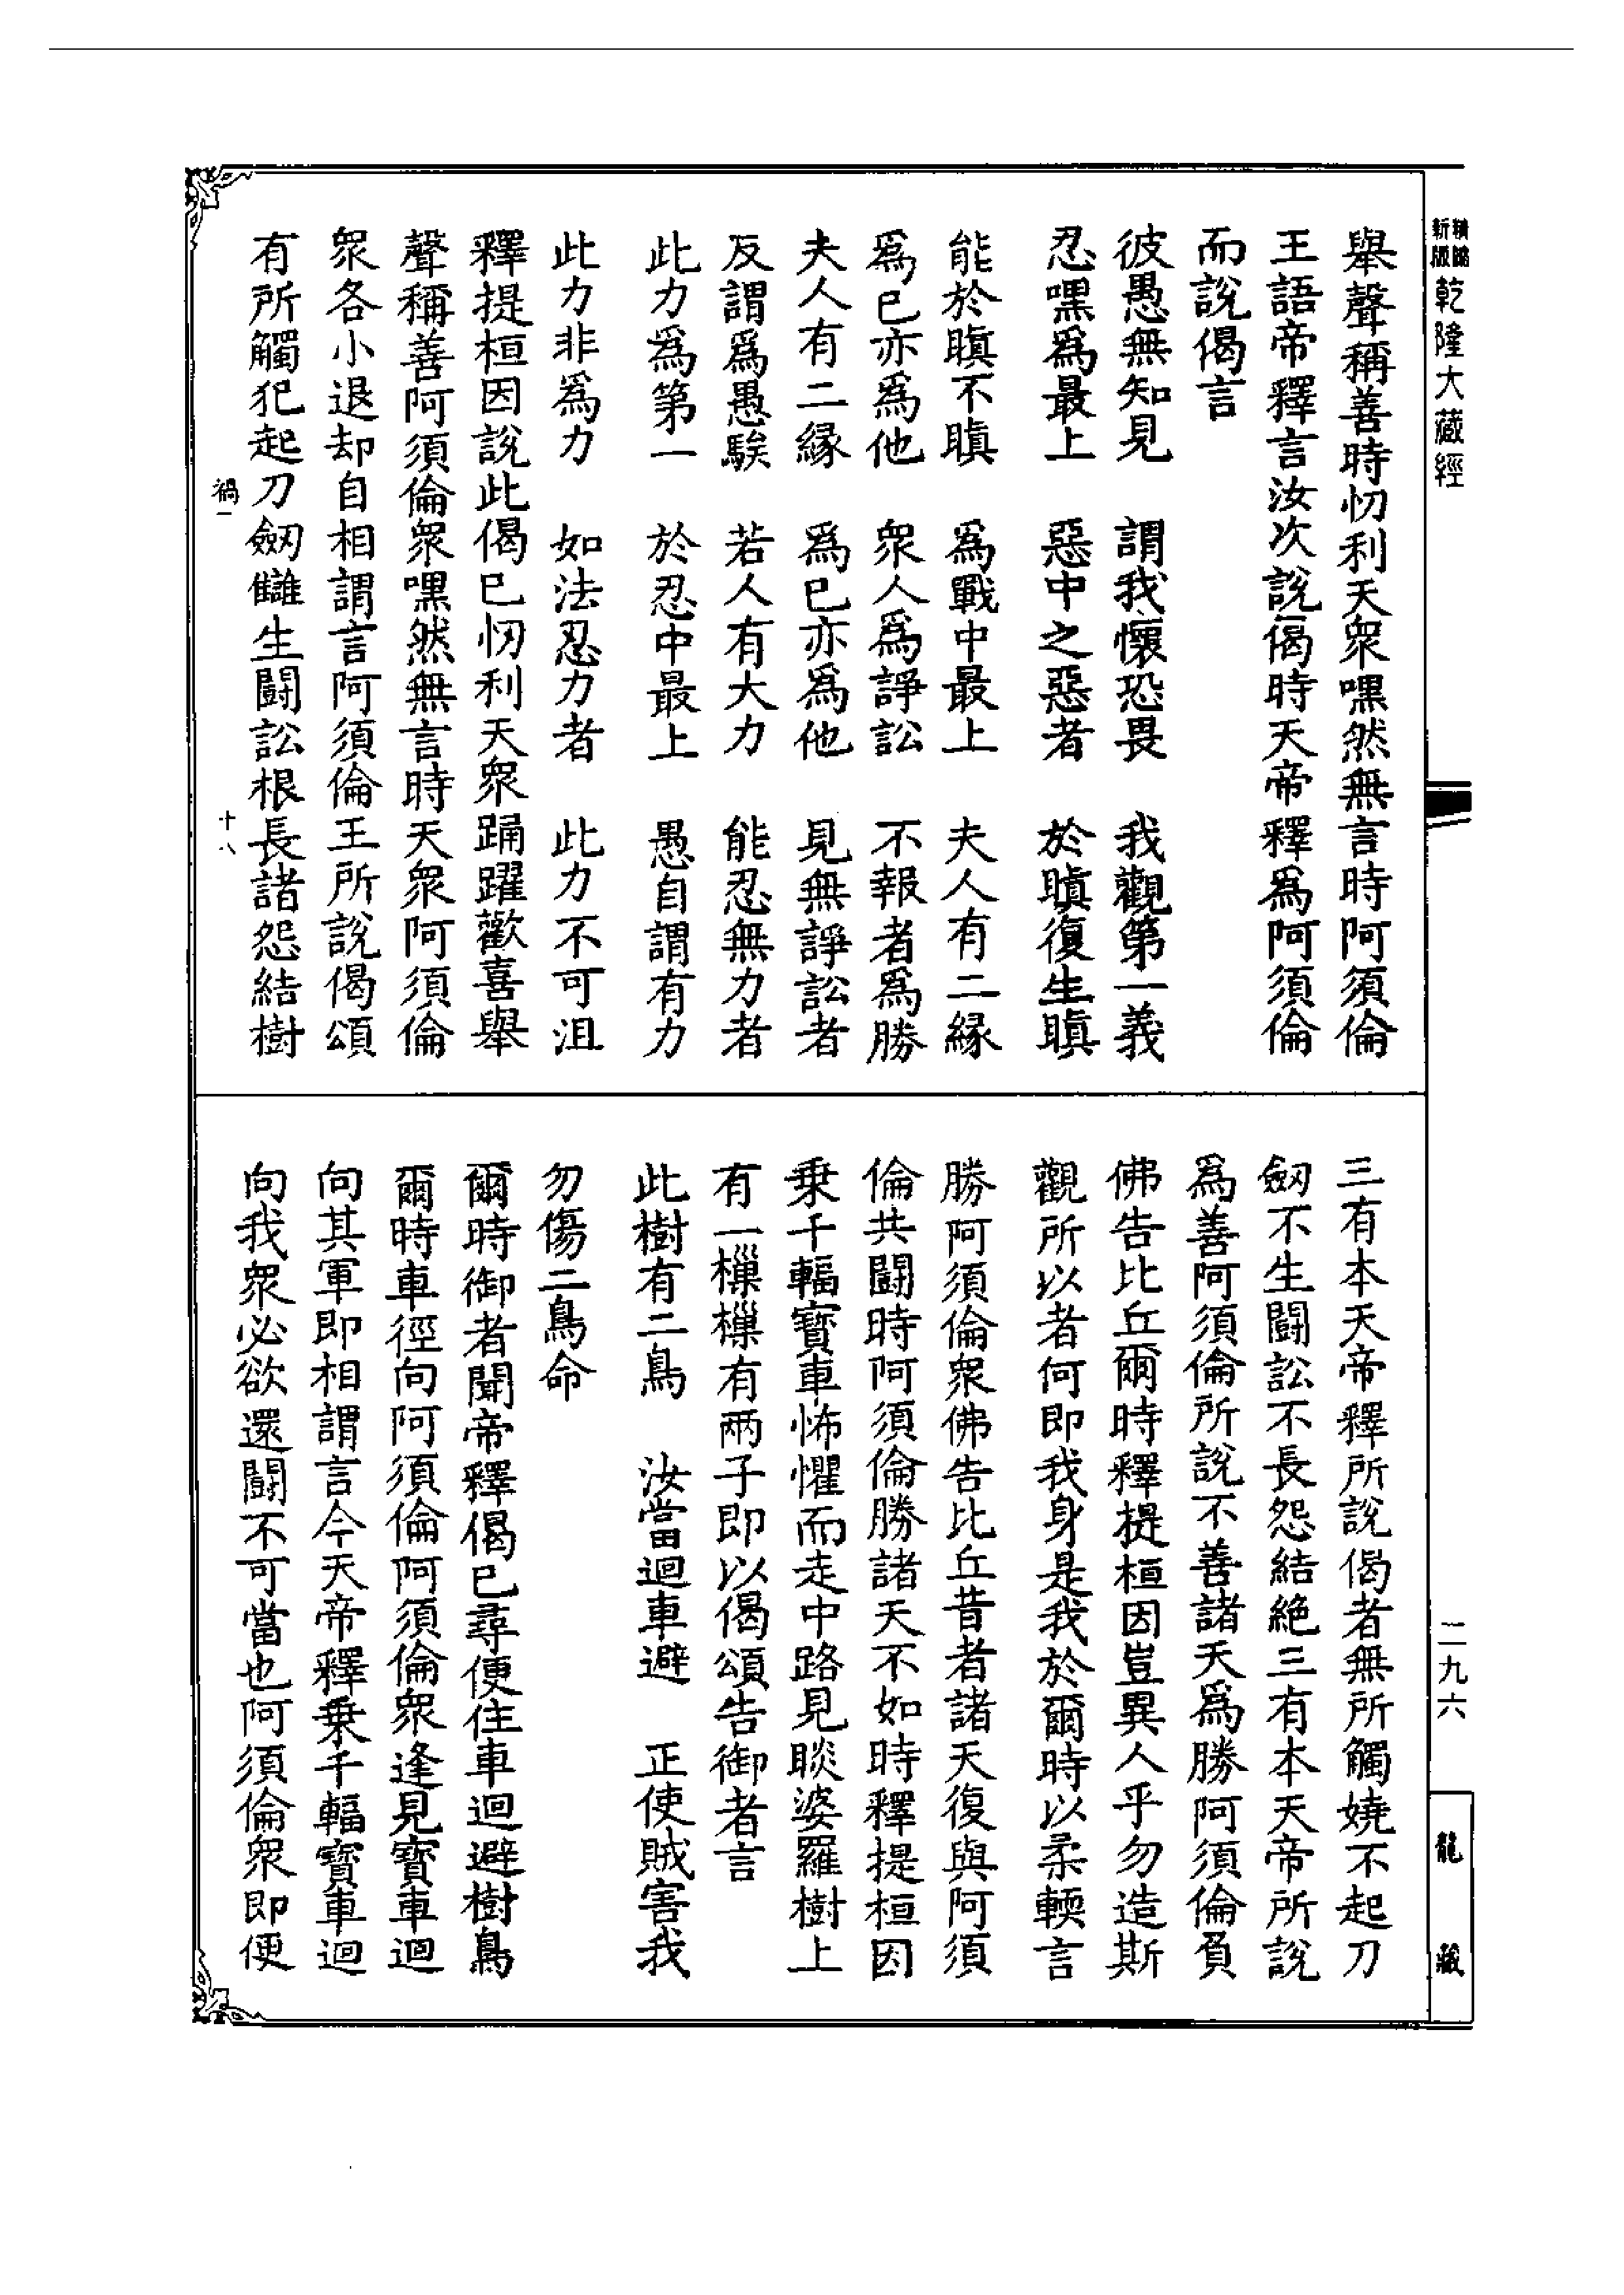 新版
精縮
乾隆大藏經
二九六
龍藏
舉聲稱善時忉利天眾嘿然無言時阿須倫
王語帝釋言汝次說偈時天帝釋爲阿須倫
而說偈言
彼愚無知見　謂我懷恐畏　我觀第一義
忍嘿爲最上　惡中之惡者　於瞋復生瞋
能於瞋不瞋　爲戰中最上　夫人有二緣
爲已亦爲他　眾人爲諍訟　不報者爲勝
夫人有二緣　爲已亦爲他　見無諍訟者
反謂爲愚騃　若人有大力　能忍無力者
此力爲第一　於忍中最上　愚自謂有力
此力非爲力　如法忍力者　此力不可沮
釋提桓因說此偈已忉利天眾踊躍歡喜舉
聲稱善阿須倫眾嘿然無言時天眾阿須倫
眾各小退却自相謂言阿須倫王所說偈頌
有所觸犯起刀劒讎生鬬訟根長諸怨結樹
三有本天帝釋所說偈者無所觸嬈不起刀
劒不生鬬訟不長怨結絕三有本天帝所說
爲善阿須倫所說不善諸天爲勝阿須倫負
佛告比丘爾時釋提桓因豈異人乎勿造斯
觀所以者何即我身是我於爾時以柔輭言
勝阿須倫眾佛告比丘昔者諸天復與阿須
倫共鬬時阿須倫勝諸天不如時釋提桓因
乗千輻寶車怖懼而走中路見睒婆羅樹上
有一樔樔有兩子即以偈頌告御者言
此樹有二鳥　汝當迴車避　正使賊害我
勿傷二鳥命
爾時御者聞帝釋偈已尋便住車迴避樹鳥
爾時車徑向阿須倫阿須倫眾逢見寶車迴
向其軍即相謂言今天帝釋乗千輻寶車迴
向我眾必欲還鬬不可當也阿須倫眾即便
十八